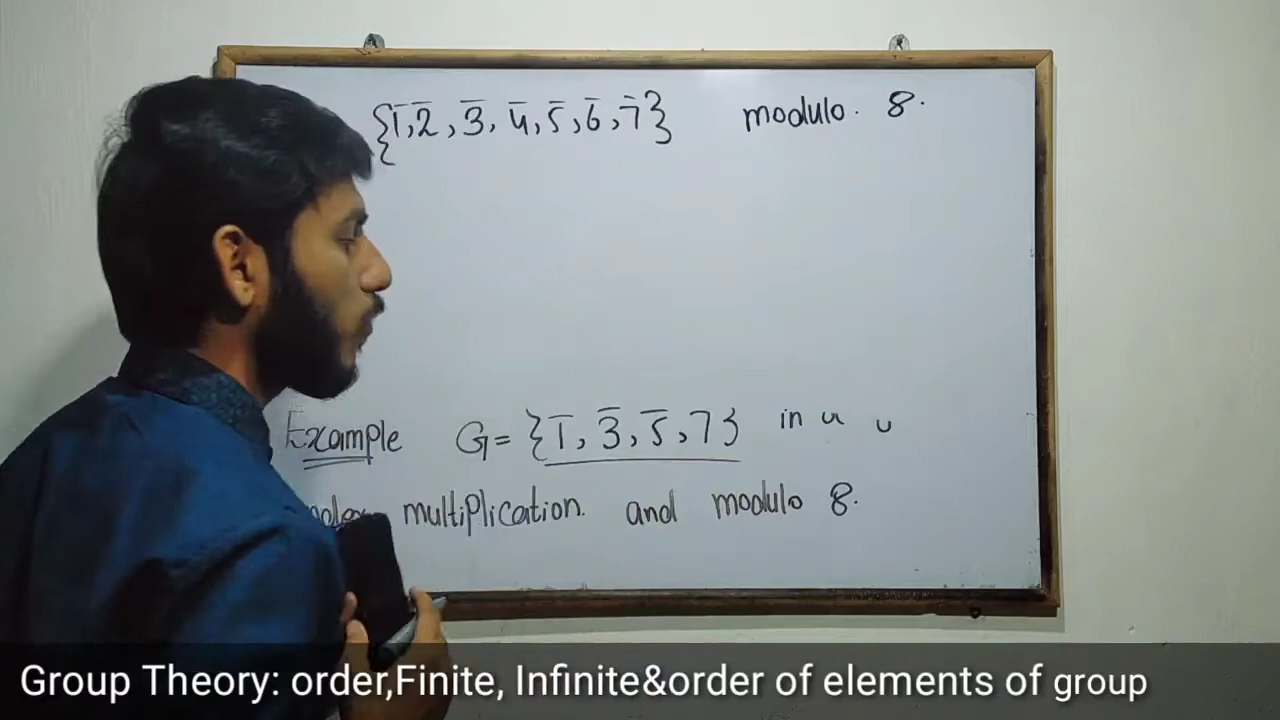 {1̄,2̄,3̄,4̄,5̄,6̄,7̄} modulo. 8.
Example G={1̄,3̄,5̄,7} in u u
multiplication. and modulo 8.
Group Theory: order,Finite, Infinite&order of elements of group